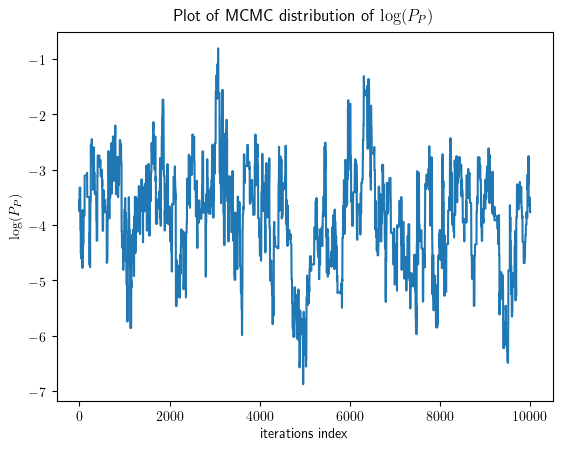 Plot of MCMC distribution of log(P_P)
−1
−2
−3
−4
−5
−6
−7
log(P_P)
0 2000 4000 6000 8000 10000
iterations index